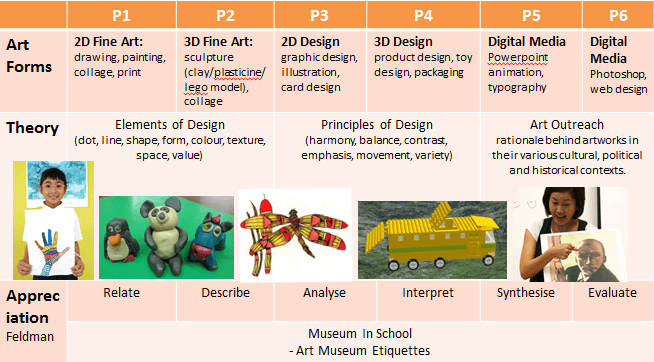 P1 P2 P3 P4 P5 P6
Art
Forms
2D Fine Art:
drawing, painting,
collage, print
3D Fine Art:
sculpture
(clay/plasticine/
lego model),
collage
2D Design
graphic design,
illustration,
card design
3D Design
product design, toy
design, packaging
Digital Media
Powerpoint
animation,
typography
Digital
Media
Photoshop,
web design
Theory
Elements of Design
(dot, line, shape, form, colour, texture,
space, value)
Principles of Design
(harmony, balance, contrast,
emphasis, movement, variety)
Art Outreach
rationale behind artworks in
their various cultural, political
and historical contexts.
Apprec
iation
Feldman
Relate
Describe
Analyse
Interpret
Synthesise
Evaluate
Museum In School
- Art Museum Etiquettes